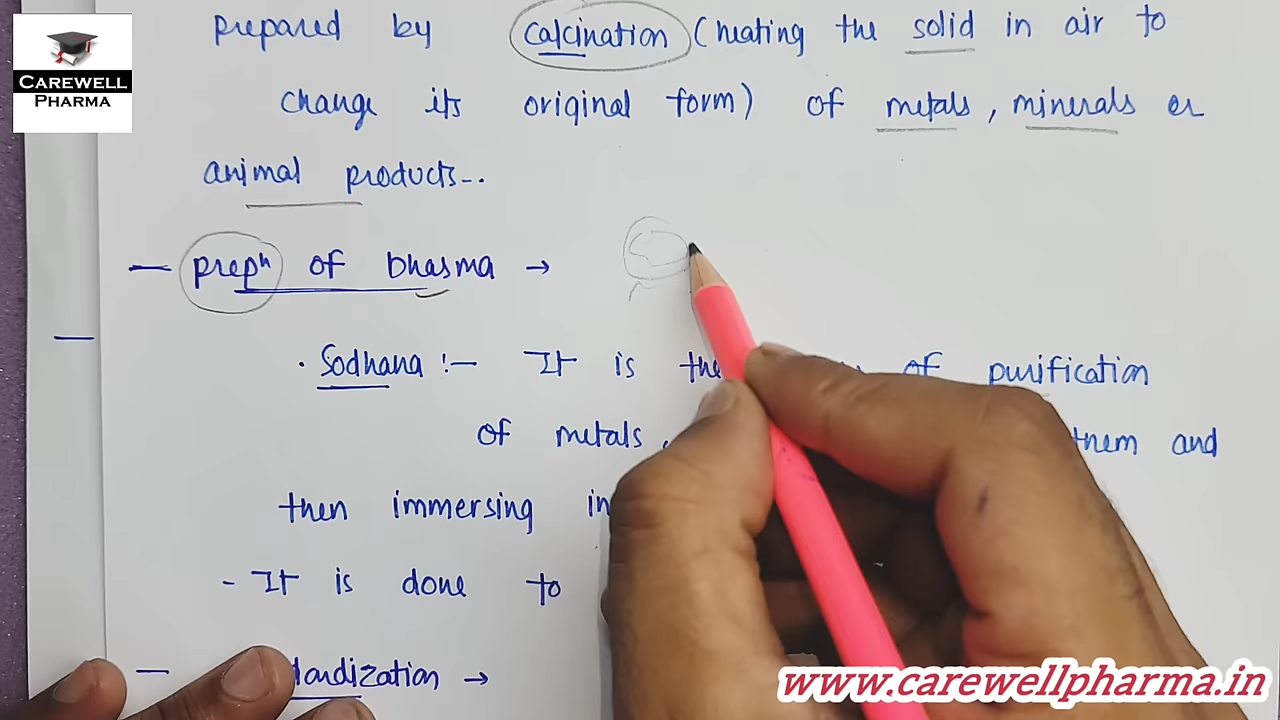 CAREWELL
PHARMA
prepared by calcination (heating the solid in air to
change its original form) of metals, minerals or
animal products--.
— prepn of bhasma →
• Sodhana :- It is the of purification
of metals, them and
then immersing in
- It is done to
— →
www.carewellpharma.in